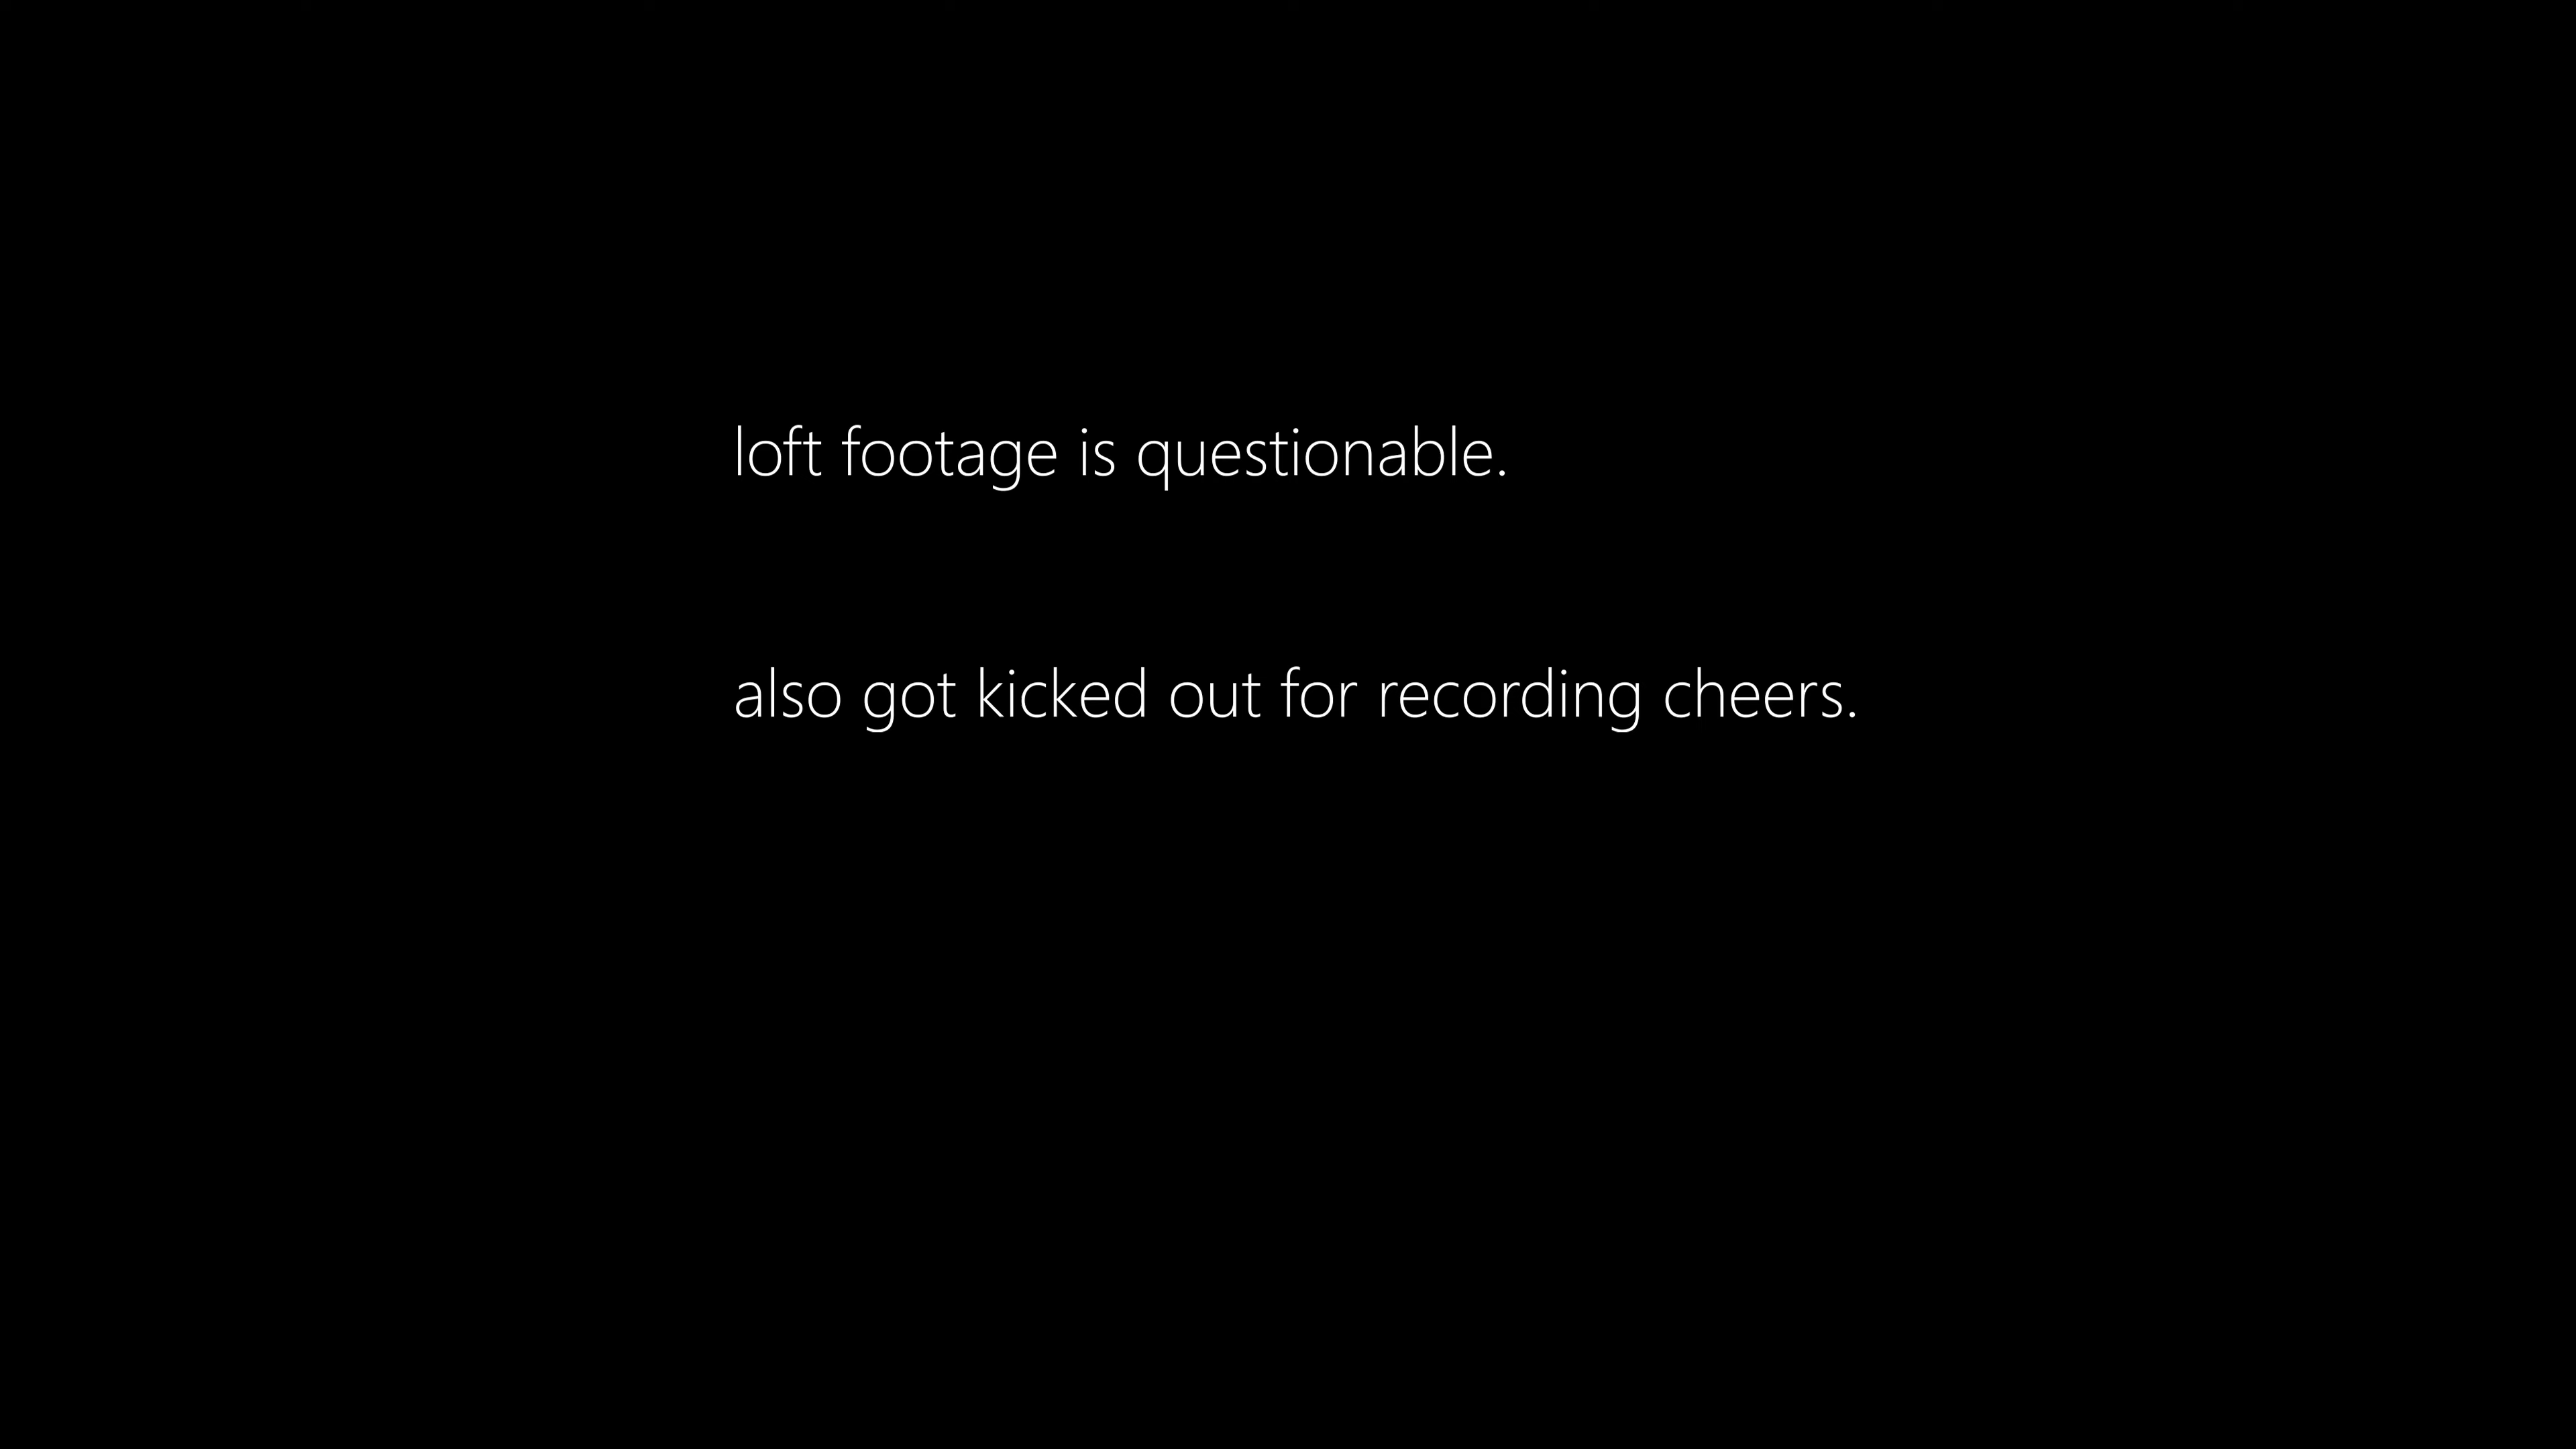 loft footage is questionable.
also got kicked out for recording cheers.